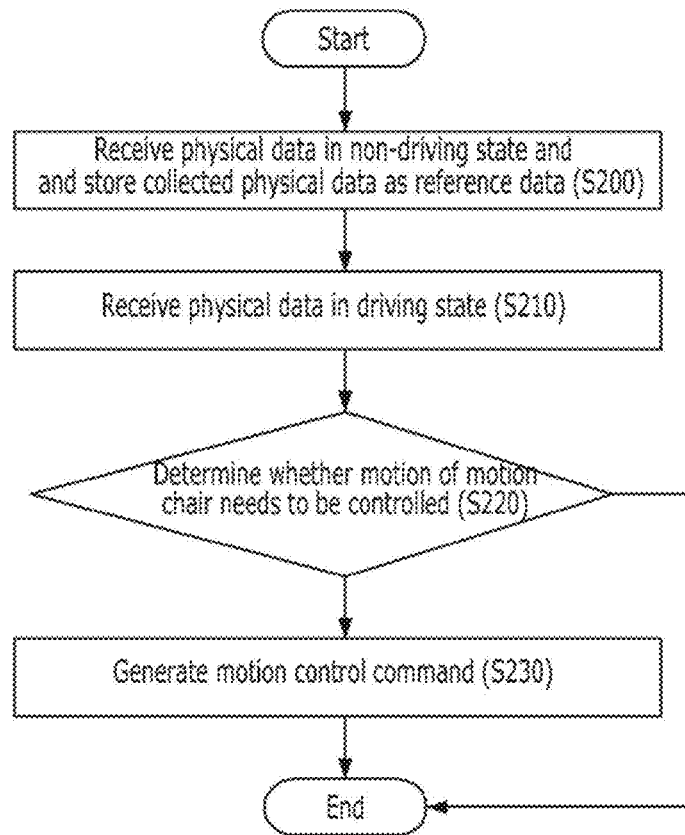 Start
Receive physical data in non-driving state and
and store collected physical data as reference data (S200)
Receive physical data in driving state (S210)
Determine whether motion of motion
chair needs to be controlled (S220)
Generate motion control command (S230)
End